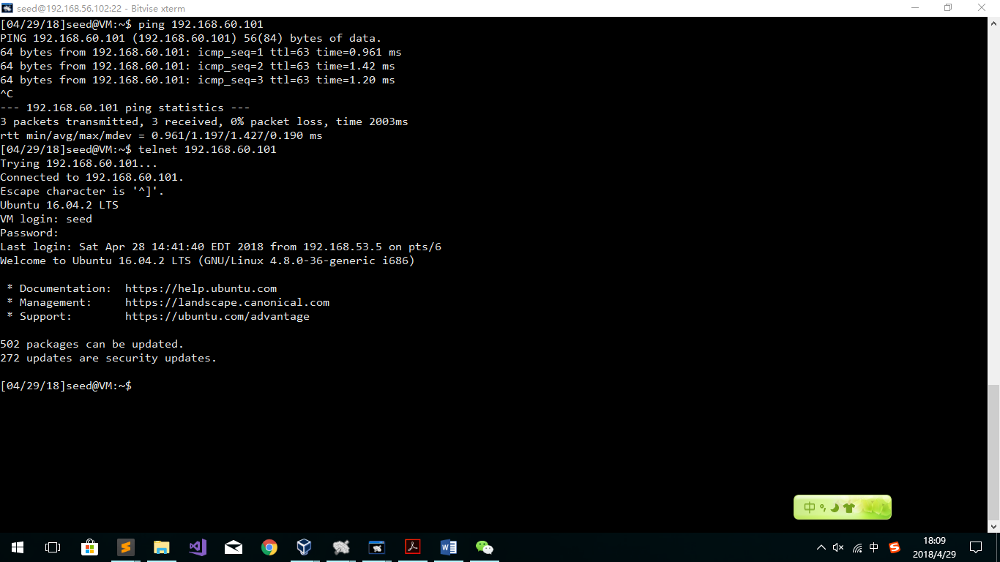 seed@192.168.56.102:22 - Bitvise xterm
[04/29/18]seed@VM:~$ ping 192.168.60.101
PING 192.168.60.101 (192.168.60.101) 56(84) bytes of data.
64 bytes from 192.168.60.101: icmp_seq=1 ttl=63 time=0.961 ms
64 bytes from 192.168.60.101: icmp_seq=2 ttl=63 time=1.42 ms
64 bytes from 192.168.60.101: icmp_seq=3 ttl=63 time=1.20 ms
^C
--- 192.168.60.101 ping statistics ---
3 packets transmitted, 3 received, 0% packet loss, time 2003ms
rtt min/avg/max/mdev = 0.961/1.197/1.427/0.190 ms
[04/29/18]seed@VM:~$ telnet 192.168.60.101
Trying 192.168.60.101...
Connected to 192.168.60.101.
Escape character is '^]'.
Ubuntu 16.04.2 LTS
VM login: seed
Password:
Last login: Sat Apr 28 14:41:40 EDT 2018 from 192.168.53.5 on pts/6
Welcome to Ubuntu 16.04.2 LTS (GNU/Linux 4.8.0-36-generic i686)
* Documentation:  https://help.ubuntu.com
* Management:     https://landscape.canonical.com
* Support:        https://ubuntu.com/advantage
502 packages can be updated.
272 updates are security updates.
[04/29/18]seed@VM:~$
中
中
18:09
2018/4/29